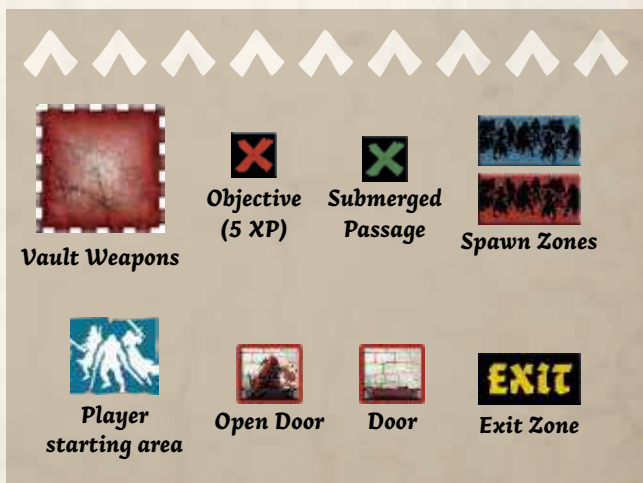 Vault Weapons
Objective
(5 XP)
Submerged
Passage
Spawn Zones
Player
starting area
Open Door
Door
EXIT
Exit Zone